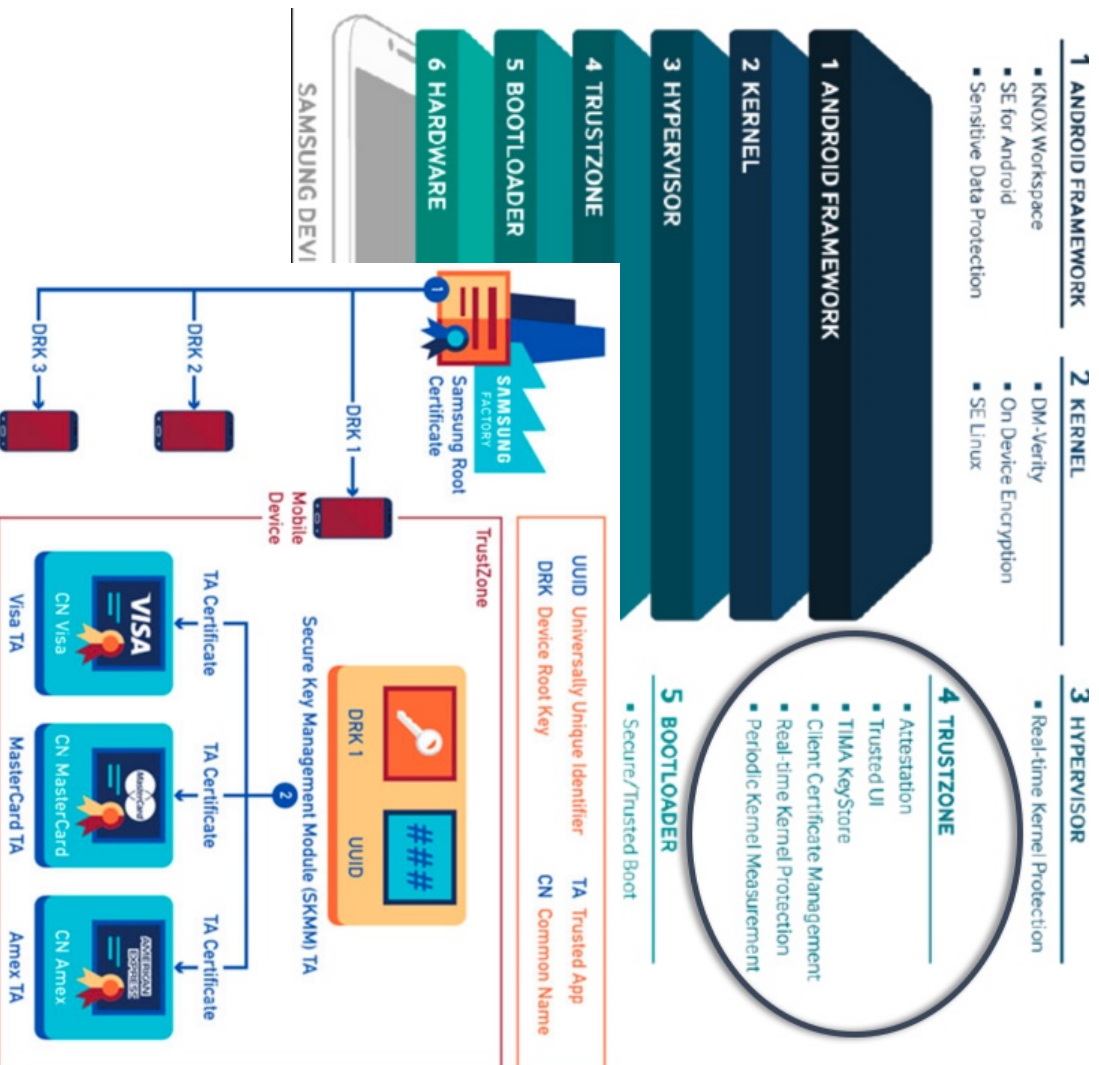 1 ANDROID FRAMEWORK
▪ KNOX Workspace
▪ SE for Android
▪ Sensitive Data Protection
2 KERNEL
▪ DM-Verity
▪ On Device Encryption
▪ SE Linux
3 HYPERVISOR
▪ Real-time Kernel Protection
4 TRUSTZONE
▪ Attestation
▪ Trusted UI
▪ TIMA KeyStore
▪ Client Certificate Management
▪ Real-time Kernel Protection
▪ Periodic Kernel Measurement
5 BOOTLOADER
▪ Secure/Trusted Boot
1 ANDROID FRAMEWORK
2 KERNEL
3 HYPERVISOR
4 TRUSTZONE
5 BOOTLOADER
6 HARDWARE
SAMSUNG DEVI
SAMSUNG
FACTORY
1
Samsung Root
Certificate
DRK 1
DRK 2
DRK 3
Mobile
Device
UUID Universally Unique Identifier
DRK Device Root Key
TA Trusted App
CN Common Name
TrustZone
DRK 1
###
UUID
Secure Key Management Module (SKMM) TA
2
TA Certificate
TA Certificate
TA Certificate
VISA
CN Visa
Visa TA
MasterCard
CN MasterCard
MasterCard TA
AMERICAN
EXPRESS
CN Amex
Amex TA